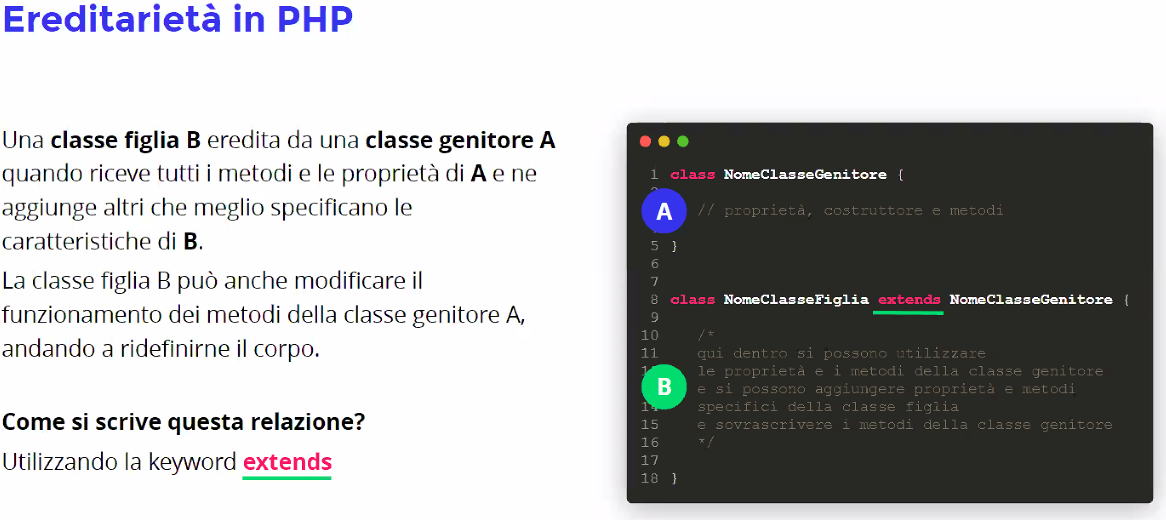 Ereditarietà in PHP
Una classe figlia B eredita da una classe genitore A
quando riceve tutti i metodi e le proprietà di A e ne
aggiunge altri che meglio specificano le
caratteristiche di B.
La classe figlia B può anche modificare il
funzionamento dei metodi della classe genitore A,
andando a ridefinirne il corpo.
Come si scrive questa relazione?
Utilizzando la keyword extends
1 class NomeClasseGenitore {
A // proprietà, costruttore e metodi
5 }
6
7
8 class NomeClasseFiglia extends NomeClasseGenitore {
9
10 /*
11 qui dentro si possono utilizzare
le proprietà e i metodi della classe genitore
B e si possono aggiungere proprietà e metodi
14 specifici della classe figlia
15 e sovrascrivere i metodi della classe genitore
16 */
17
18 }